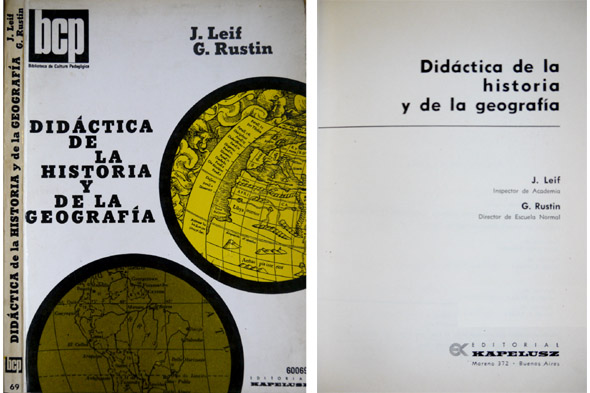 J. Leif
G. Rustin
DIDÁCTICA de la HISTORIA y de la GEOGRAFÍA
bcp
69
bcp
Biblioteca de Cultura Pedagógica
J. Leif
G. Rustin
DIDÁCTICA
DE
LA
HISTORIA
Y
DE LA
GEOGRAFÍA
60069
EDITORIAL
KAPELUSZ
Didáctica de la
historia
y de la geografía
J. Leif
Inspector de Academia
G. Rustin
Director de Escuela Normal
EK EDITORIAL
KAPELUSZ
Moreno 372 - Buenos Aires